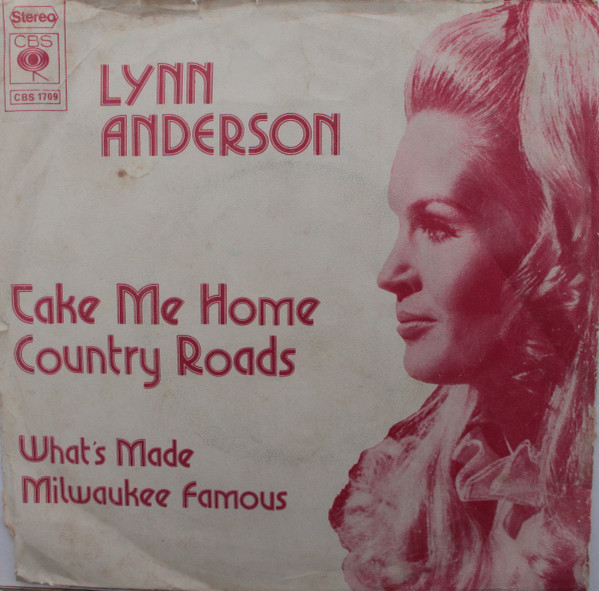 Stereo
CBS
CBS 1709
LYNN
ANDERSON
Take Me Home
Country Roads
What's Made
Milwaukee Famous